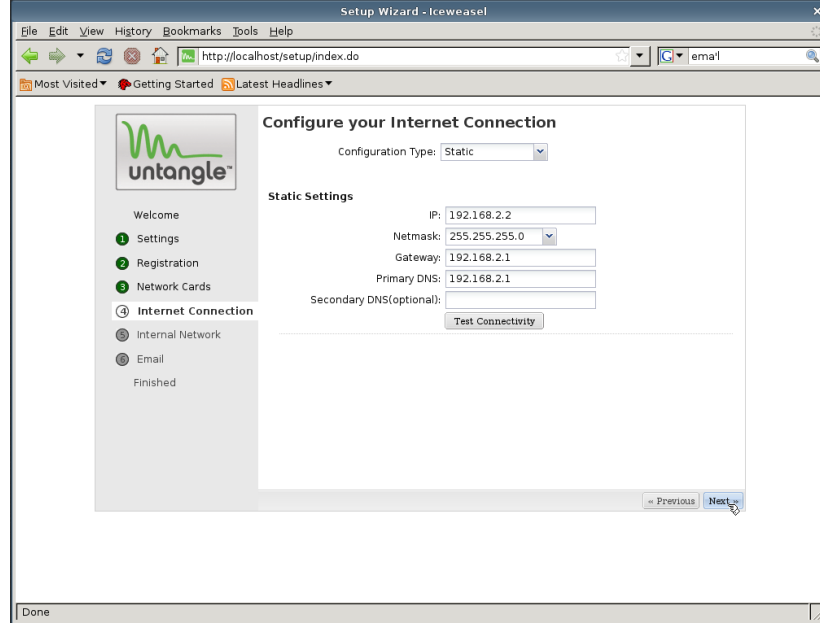 Setup Wizard - Iceweasel
File Edit View History Bookmarks Tools Help
http://localhost/setup/index.do
G
ema'l
Most Visited Getting Started Latest Headlines
untangle™
Welcome
1 Settings
2 Registration
3 Network Cards
4 Internet Connection
5 Internal Network
6 Email
Finished
Configure your Internet Connection
Configuration Type: Static
Static Settings
IP: 192.168.2.2
Netmask: 255.255.255.0
Gateway: 192.168.2.1
Primary DNS: 192.168.2.1
Secondary DNS(optional):
Test Connectivity
« Previous Next »
Done